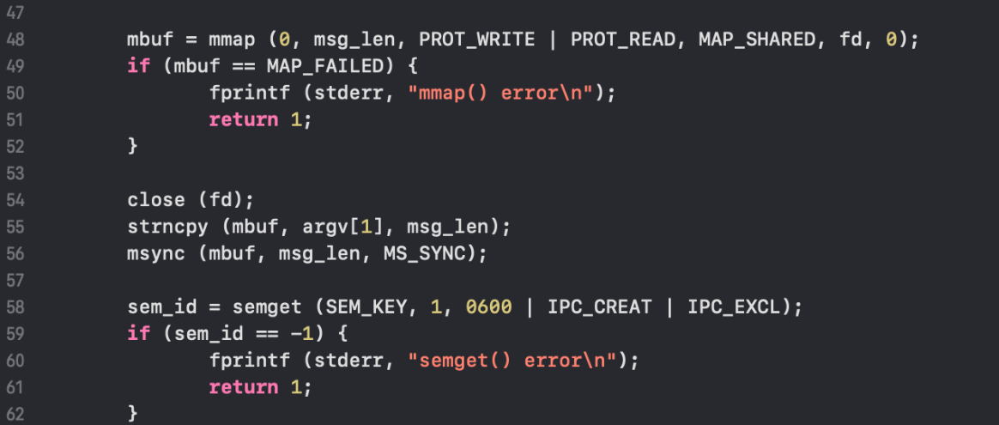 47
48 mbuf = mmap (0, msg_len, PROT_WRITE | PROT_READ, MAP_SHARED, fd, 0);
49 if (mbuf == MAP_FAILED) {
50 fprintf (stderr, "mmap() error\n");
51 return 1;
52 }
53
54 close (fd);
55 strncpy (mbuf, argv[1], msg_len);
56 msync (mbuf, msg_len, MS_SYNC);
57
58 sem_id = semget (SEM_KEY, 1, 0600 | IPC_CREAT | IPC_EXCL);
59 if (sem_id == -1) {
60 fprintf (stderr, "semget() error\n");
61 return 1;
62 }